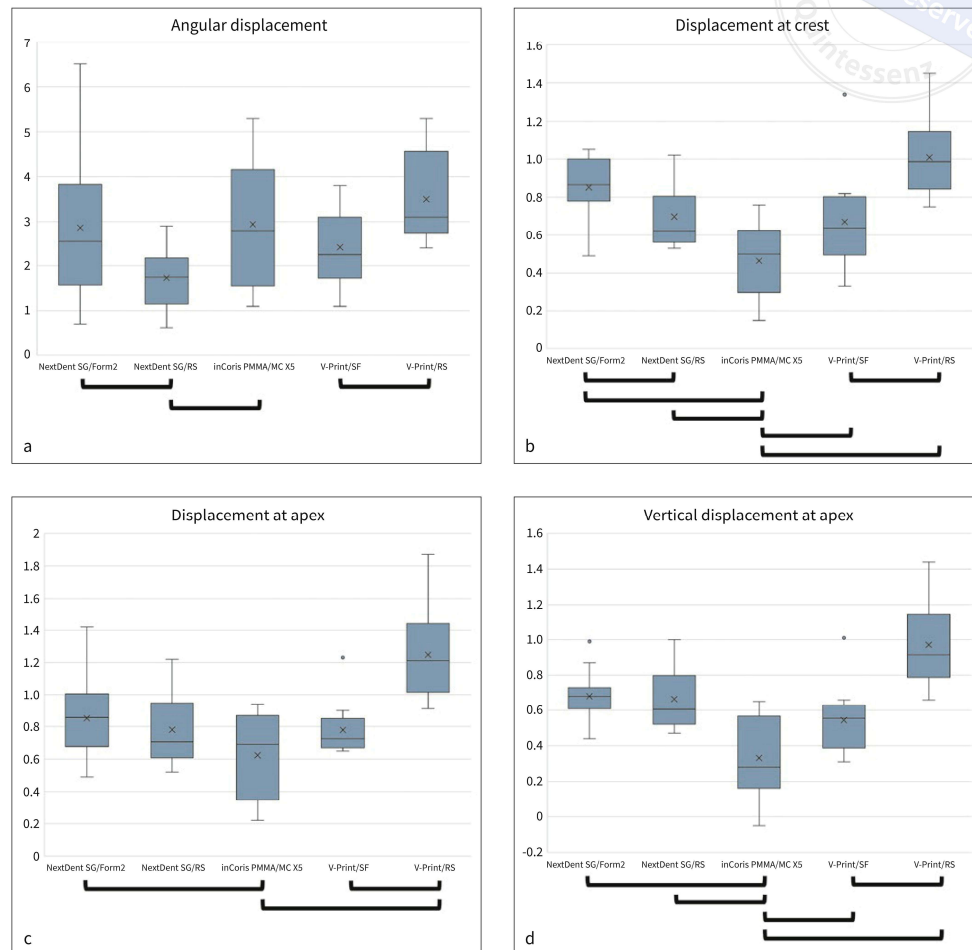 Angular displacement
7
6
5
4
3
2
1
0
NextDent SG/Form2 NextDent SG/RS inCoris PMMA/MC X5 V-Print/SF V-Print/RS
a
Displacement at crest
1.6
1.4
1.2
1.0
0.8
0.6
0.4
0.2
0
NextDent SG/Form2 NextDent SG/RS inCoris PMMA/MC X5 V-Print/SF V-Print/RS
b
Quintessenz
Displacement at apex
2
1.8
1.6
1.4
1.2
1.0
0.8
0.6
0.4
0.2
0
NextDent SG/Form2 NextDent SG/RS inCoris PMMA/MC X5 V-Print/SF V-Print/RS
c
Vertical displacement at apex
1.6
1.4
1.2
1.0
0.8
0.6
0.4
0.2
0
-0.2
NextDent SG/Form2 NextDent SG/RS inCoris PMMA/MC X5 V-Print/SF V-Print/RS
d